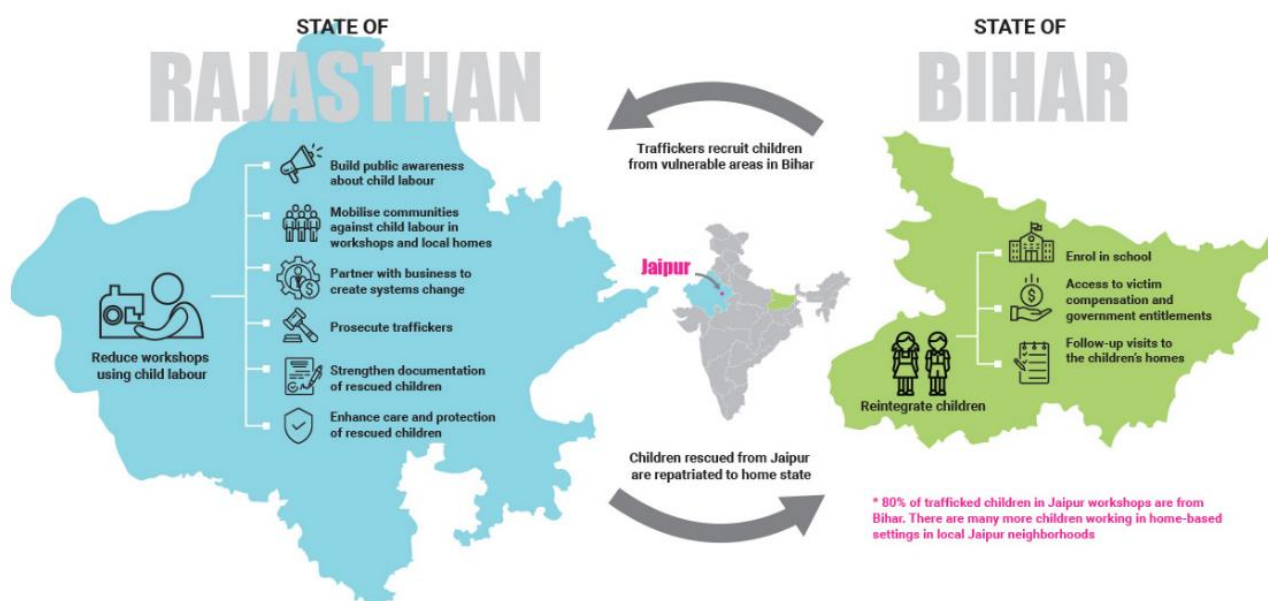 STATE OF
RAJASTHAN
Build public awareness
about child labour
Mobilise communities
against child labour in
workshops and local homes
Partner with business to
create systems change
Prosecute traffickers
Strengthen documentation
of rescued children
Enhance care and protection
of rescued children
Reduce workshops
using child labour
Traffickers recruit children
from vulnerable areas in Bihar
Jaipur
Children rescued from Jaipur
are repatriated to home state
STATE OF
BIHAR
Enrol in school
Access to victim
compensation and
government entitlements
Follow-up visits to
the children's homes
Reintegrate children
* 80% of trafficked children in Jaipur workshops are from
Bihar. There are many more children working in home-based
settings in local Jaipur neighborhoods